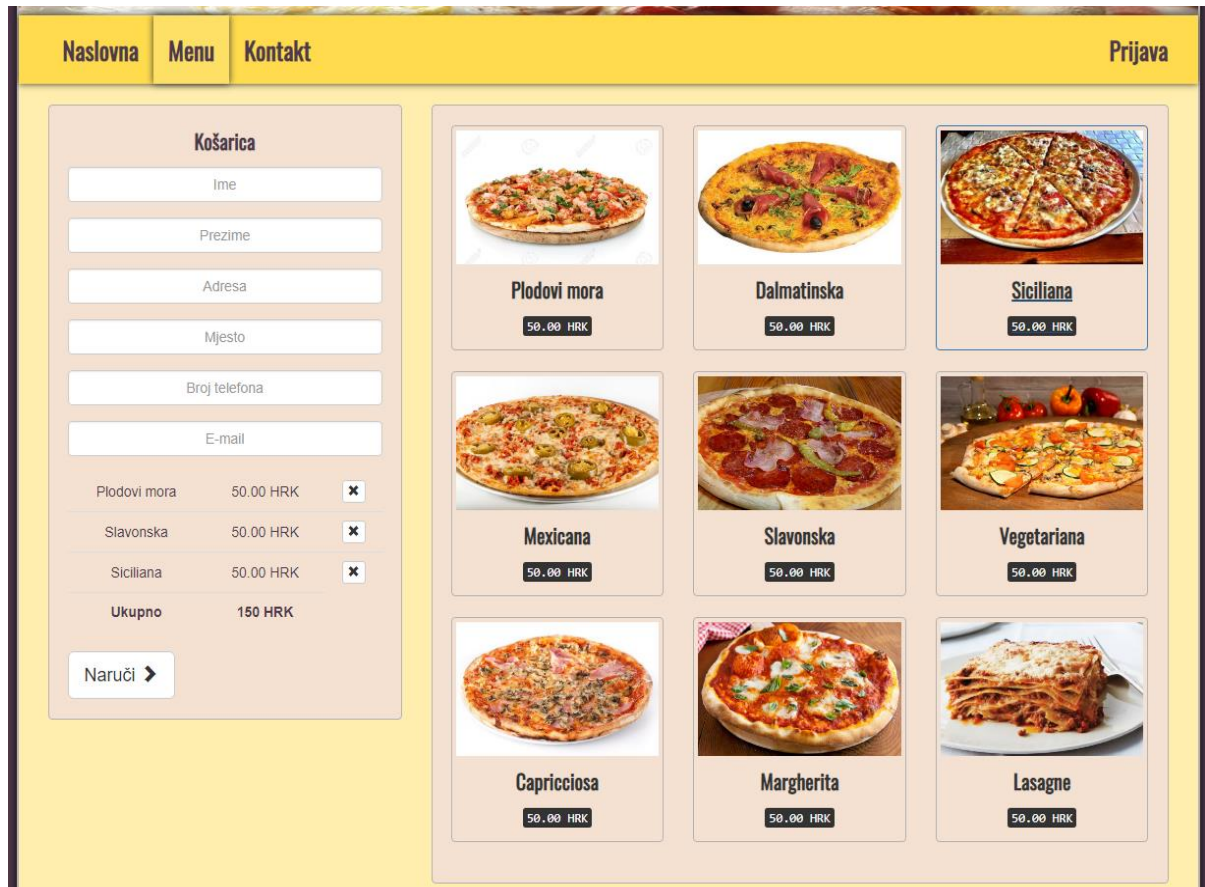 Naslovna Menu Kontakt Prijava
Košarica
Ime
Prezime
Adresa
Mjesto
Broj telefona
E-mail
Plodovi mora 50.00 HRK
Slavonska 50.00 HRK
Siciliana 50.00 HRK
Ukupno 150 HRK
Naruči
Plodovi mora
50.00 HRK
Dalmatinska
50.00 HRK
Siciliana
50.00 HRK
Mexicana
50.00 HRK
Slavonska
50.00 HRK
Vegetariana
50.00 HRK
Capricciosa
50.00 HRK
Margherita
50.00 HRK
Lasagne
50.00 HRK